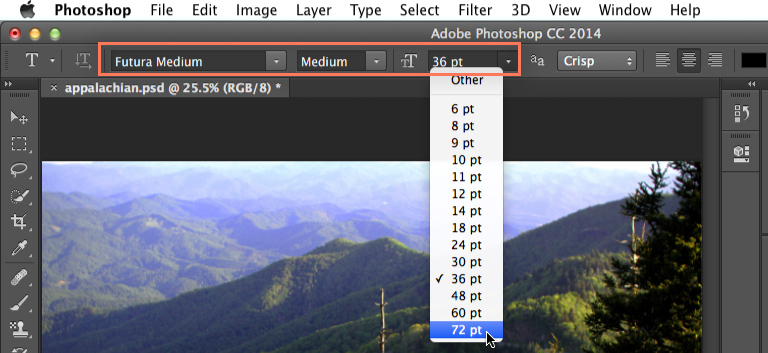 Photoshop File Edit Image Layer Type Select Filter 3D View Window Help
Adobe Photoshop CC 2014
T T Futura Medium Medium TT 36 pt aa Crisp
× appalachian.psd @ 25.5% (RGB/8) *
Other
6 pt
8 pt
9 pt
10 pt
11 pt
12 pt
14 pt
18 pt
24 pt
30 pt
✓ 36 pt
48 pt
60 pt
72 pt